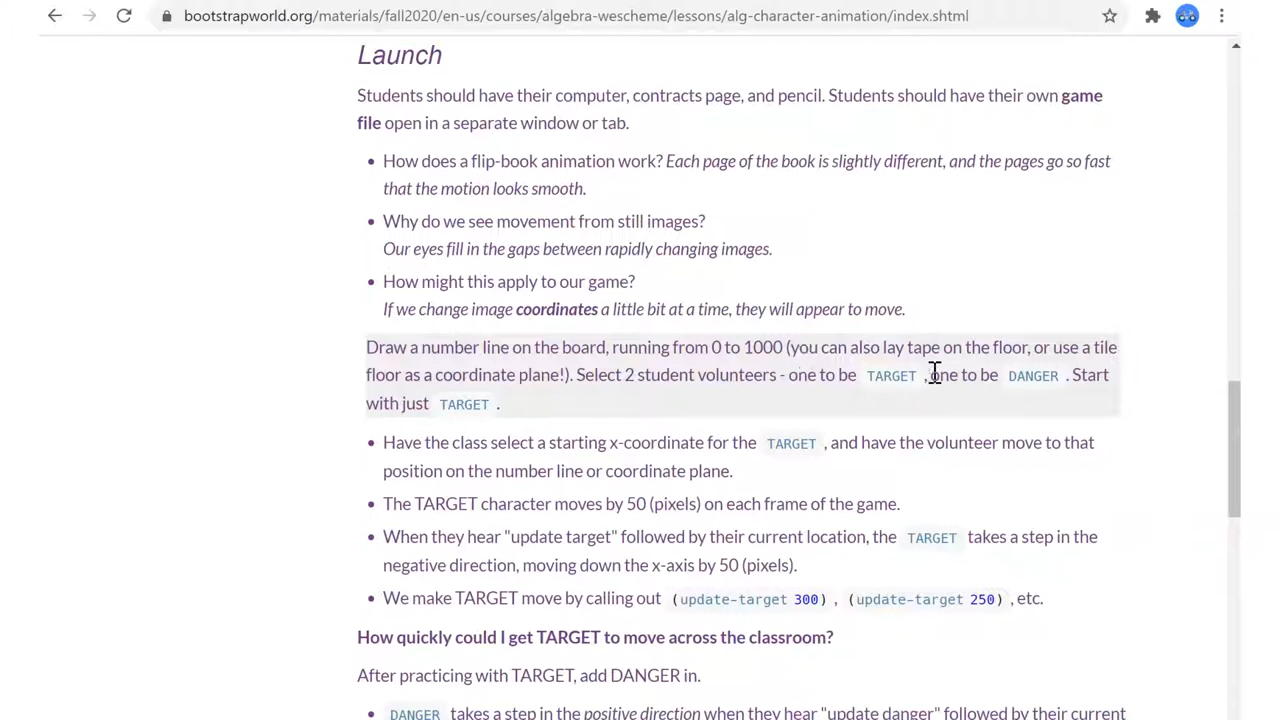 bootstrapworld.org/materials/fall2020/en-us/courses/algebra-wescheme/lessons/alg-character-animation/index.shtml
Launch
Students should have their computer, contracts page, and pencil. Students should have their own game
file open in a separate window or tab.
• How does a flip-book animation work? Each page of the book is slightly different, and the pages go so fast
that the motion looks smooth.
• Why do we see movement from still images?
Our eyes fill in the gaps between rapidly changing images.
• How might this apply to our game?
If we change image coordinates a little bit at a time, they will appear to move.
Draw a number line on the board, running from 0 to 1000 (you can also lay tape on the floor, or use a tile
floor as a coordinate plane!). Select 2 student volunteers - one to be TARGET , one to be DANGER . Start
with just TARGET .
• Have the class select a starting x-coordinate for the TARGET , and have the volunteer move to that
position on the number line or coordinate plane.
• The TARGET character moves by 50 (pixels) on each frame of the game.
• When they hear "update target" followed by their current location, the TARGET takes a step in the
negative direction, moving down the x-axis by 50 (pixels).
• We make TARGET move by calling out (update-target 300) , (update-target 250) , etc.
How quickly could I get TARGET to move across the classroom?
After practicing with TARGET, add DANGER in.
• DANGER takes a step in the positive direction when they hear "update danger" followed by their current